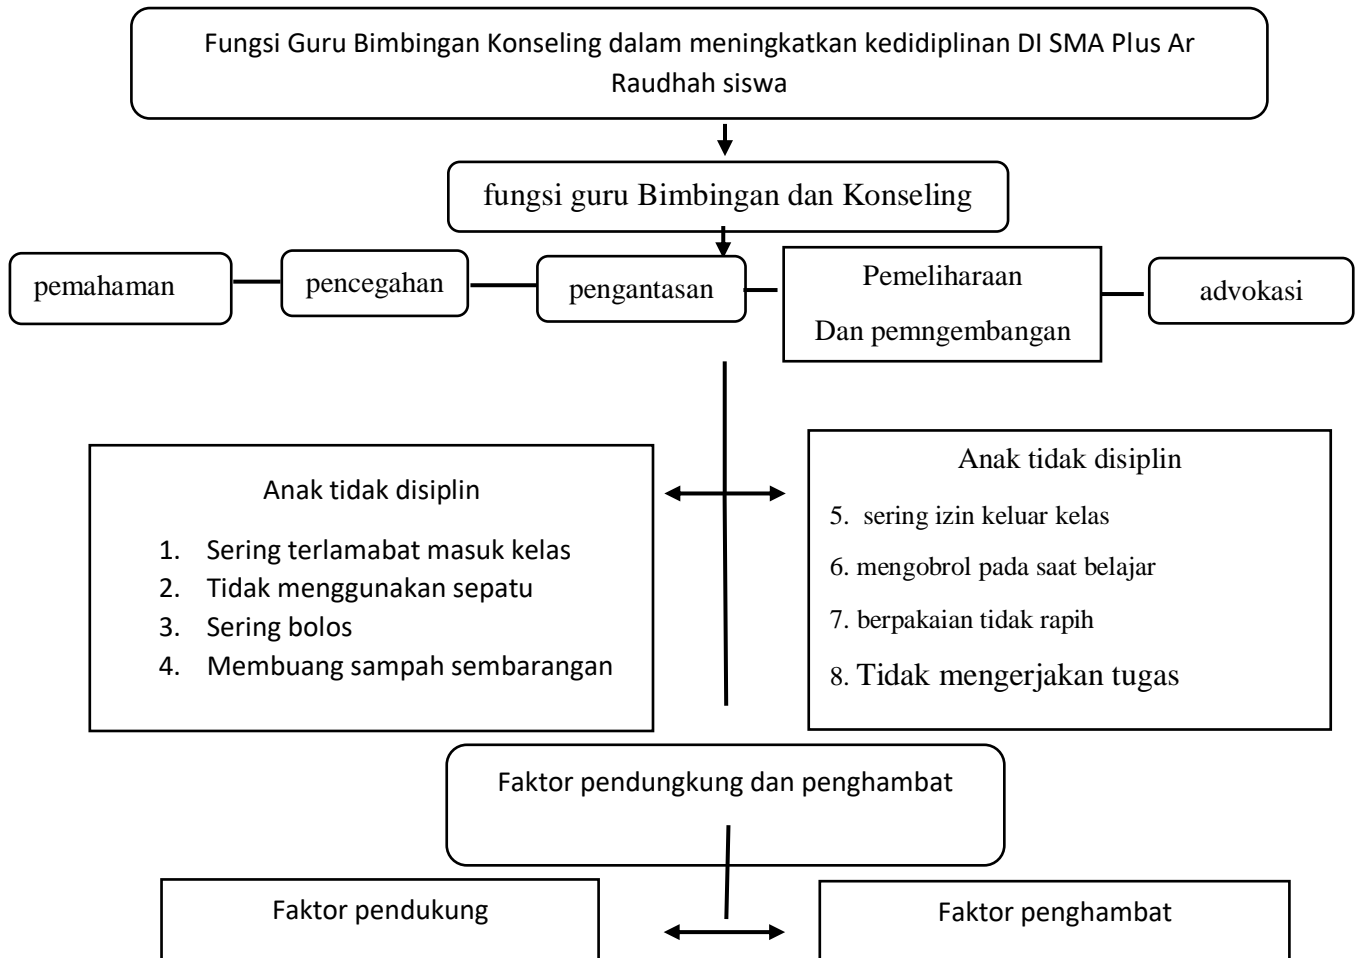 Fungsi Guru Bimbingan Konseling dalam meningkatkan kedidiplinan DI SMA Plus Ar
Raudhah siswa
fungsi guru Bimbingan dan Konseling
pemahaman
pencegahan
pengantasan
Pemeliharaan
Dan pemngembangan
advokasi
Anak tidak disiplin
1. Sering terlamabat masuk kelas
2. Tidak menggunakan sepatu
3. Sering bolos
4. Membuang sampah sembarangan
Anak tidak disiplin
5. sering izin keluar kelas
6. mengobrol pada saat belajar
7. berpakaian tidak rapih
8. Tidak mengerjakan tugas
Faktor pendungkung dan penghambat
Faktor pendukung
Faktor penghambat